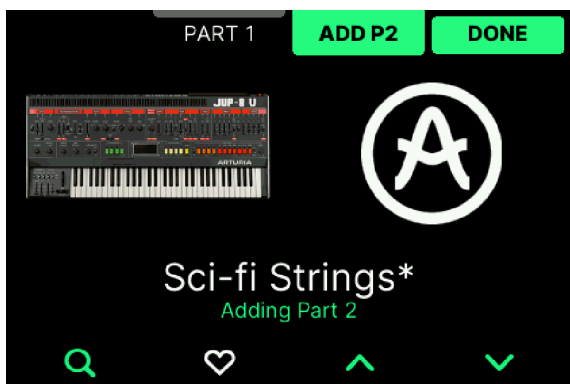 PART 1 ADD P2 DONE
JUP-8 V
ARTURIA
Sci-fi Strings*
Adding Part 2